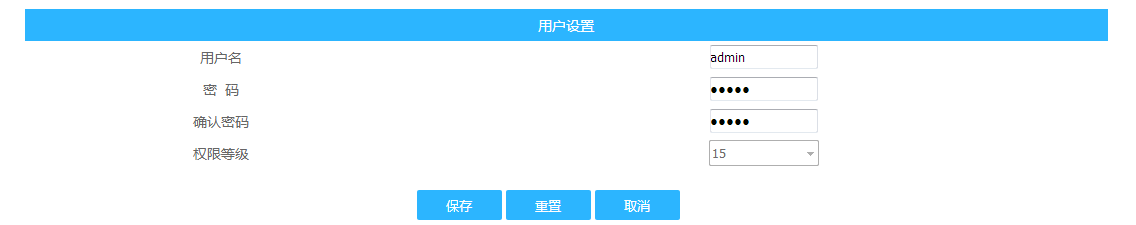 用户设置
用户名 admin
密 码 •••••
确认密码 •••••
权限等级 15
保存 重置 取消